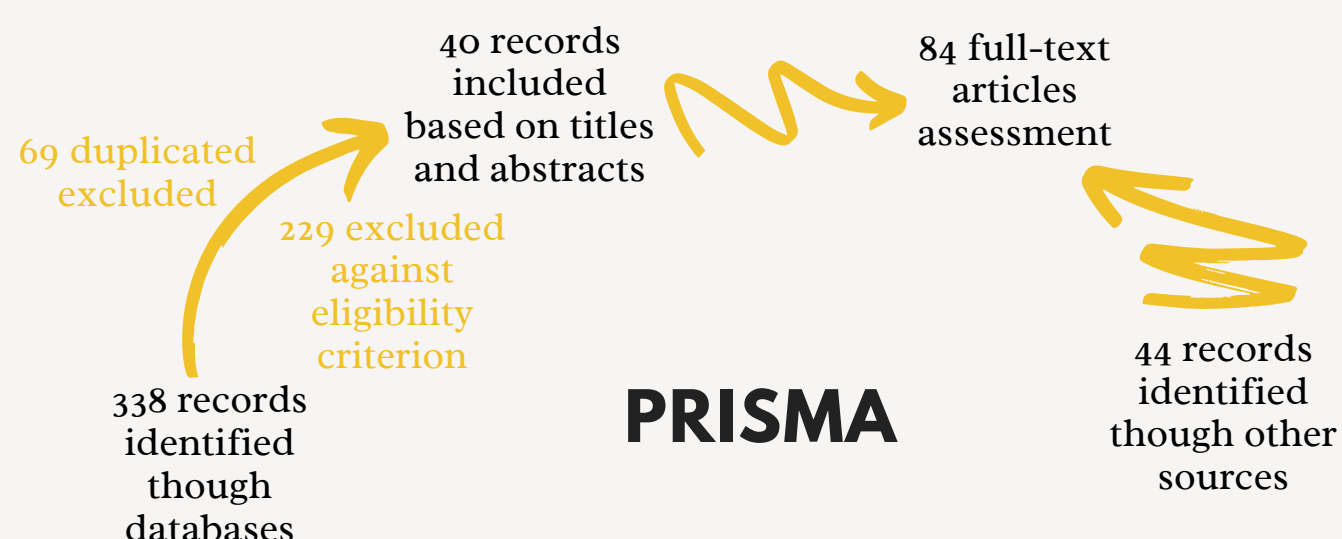 40 records
included
based on titles
and abstracts
84 full-text
articles
assessment
69 duplicated
excluded
229 excluded
against
eligibility
criterion
338 records
identified
though
databases
PRISMA
44 records
identified
though other
sources